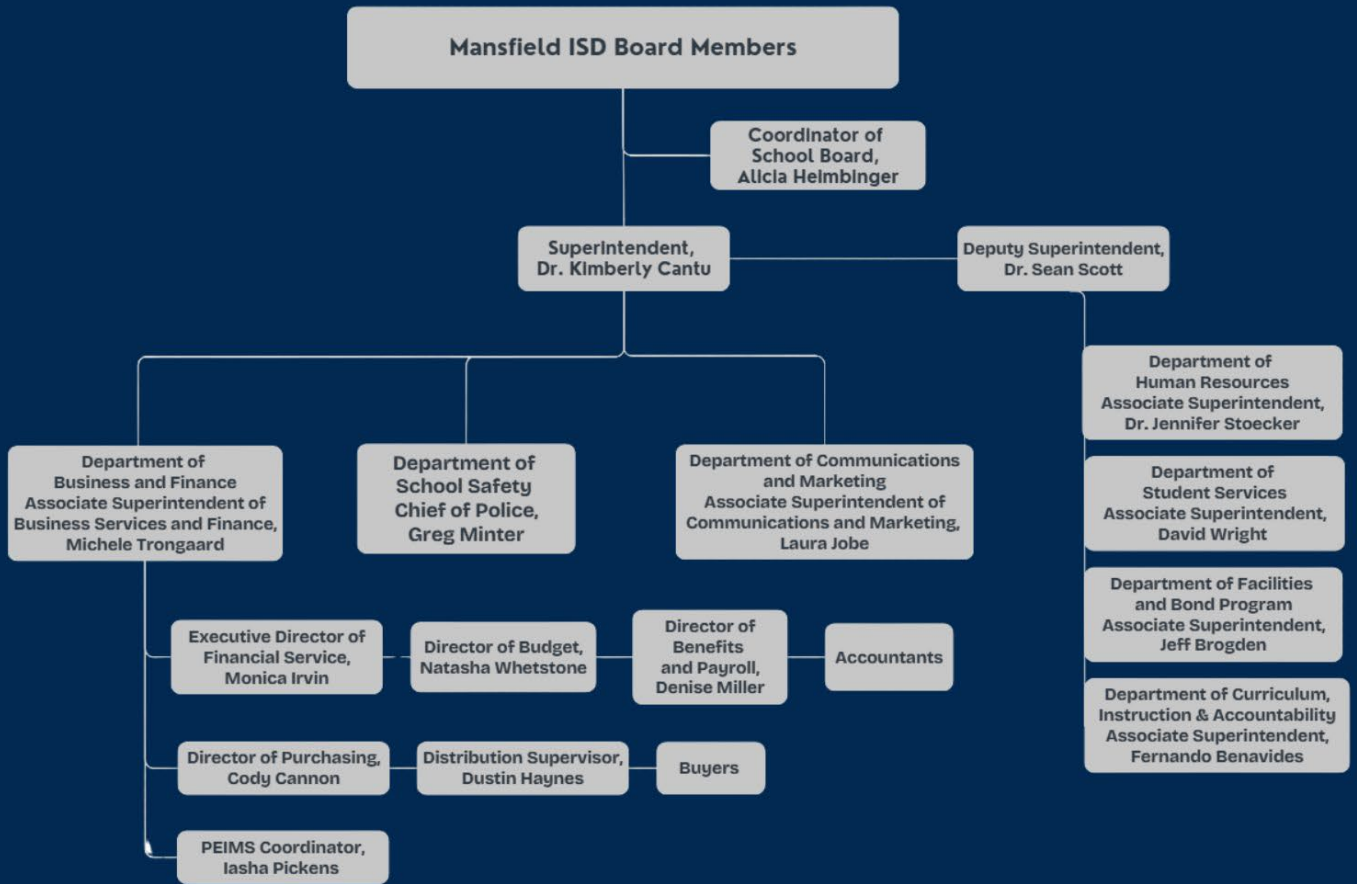 Mansfield ISD Board Members
Coordinator of
School Board,
Alicia Heimbinger
Superintendent,
Dr. Kimberly Cantu
Deputy Superintendent,
Dr. Sean Scott
Department of
Human Resources
Associate Superintendent,
Dr. Jennifer Stoecker
Department of
Student Services
Associate Superintendent,
David Wright
Department of Facilities
and Bond Program
Associate Superintendent,
Jeff Brogden
Department of Curriculum,
Instruction & Accountability
Associate Superintendent,
Fernando Benavides
Department of
Business and Finance
Associate Superintendent of
Business Services and Finance,
Michele Trongaard
Department of
School Safety
Chief of Police,
Greg Minter
Department of Communications
and Marketing
Associate Superintendent of
Communications and Marketing,
Laura Jobe
Executive Director of
Financial Service,
Monica Irvin
Director of Budget,
Natasha Whetstone
Director of
Benefits
and Payroll,
Denise Miller
Accountants
Director of Purchasing,
Cody Cannon
Distribution Supervisor,
Dustin Haynes
Buyers
PEIMS Coordinator,
Iasha Pickens